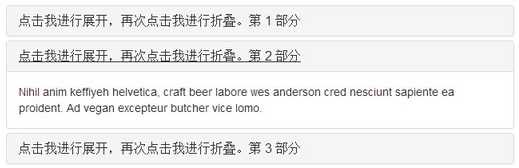 点击我进行展开，再次点击我进行折叠。第 1 部分
点击我进行展开，再次点击我进行折叠。第 2 部分
Nihil anim keffiyeh helvetica, craft beer labore wes anderson cred nesciunt sapiente ea
proident. Ad vegan excepteur butcher vice lomo.
点击我进行展开，再次点击我进行折叠。第 3 部分